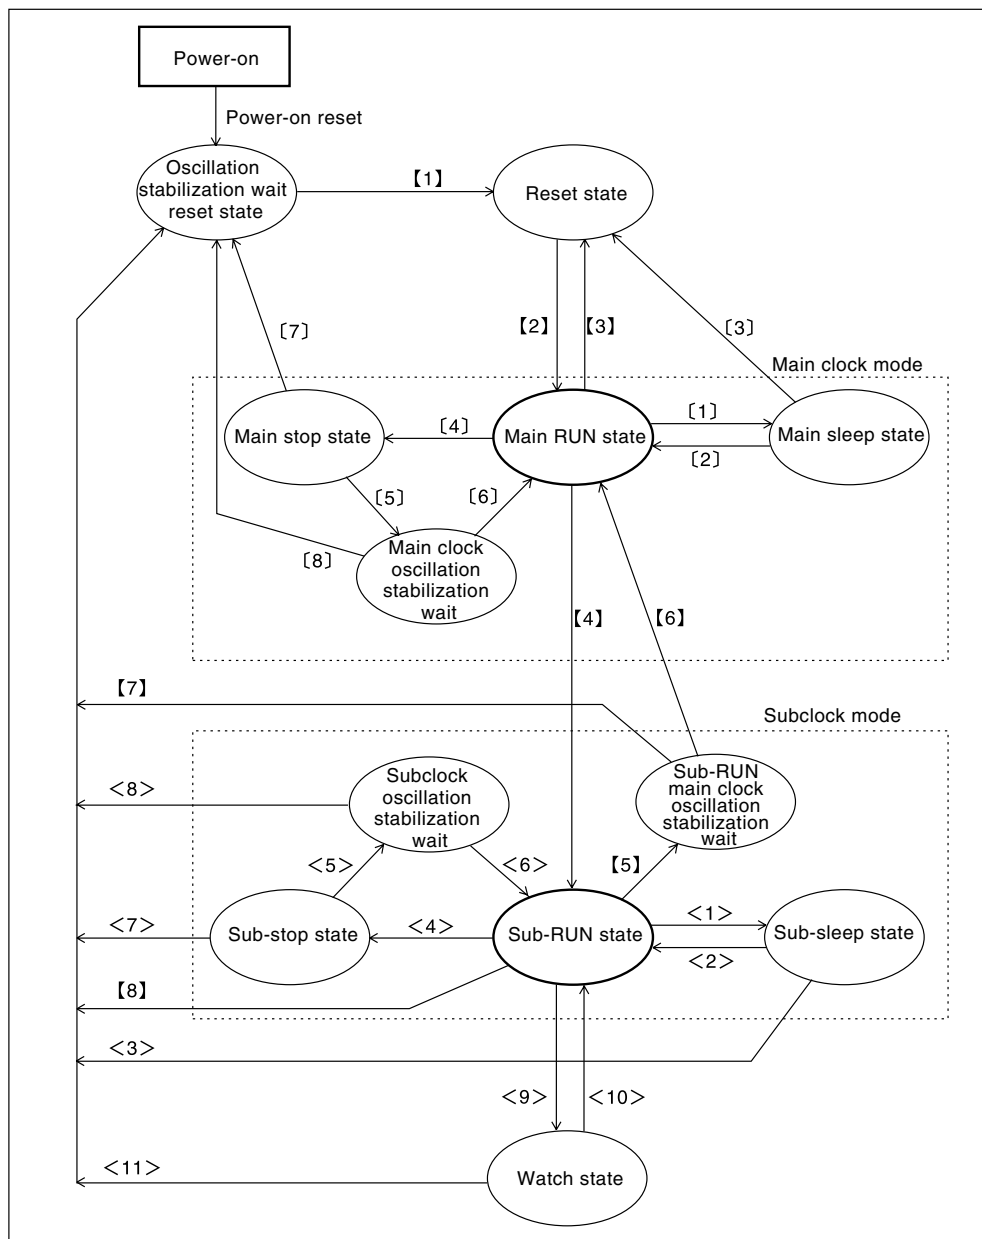 Power-on
Power-on reset
Oscillation
stabilization wait
reset state
【1】
Reset state
【2】
【3】
〔3〕
〔7〕
Main clock mode
Main stop state
〔4〕
Main RUN state
〔1〕
〔2〕
Main sleep state
〔5〕
〔6〕
〔8〕
Main clock
oscillation
stabilization
wait
【4】
【6】
【7】
Subclock mode
Subclock
oscillation
stabilization
wait
Sub-RUN
main clock
oscillation
stabilization
wait
<8>
<5>
<6>
【5】
<7>
Sub-stop state
<4>
Sub-RUN state
<1>
<2>
Sub-sleep state
【8】
<3>
<9>
<10>
<11>
Watch state